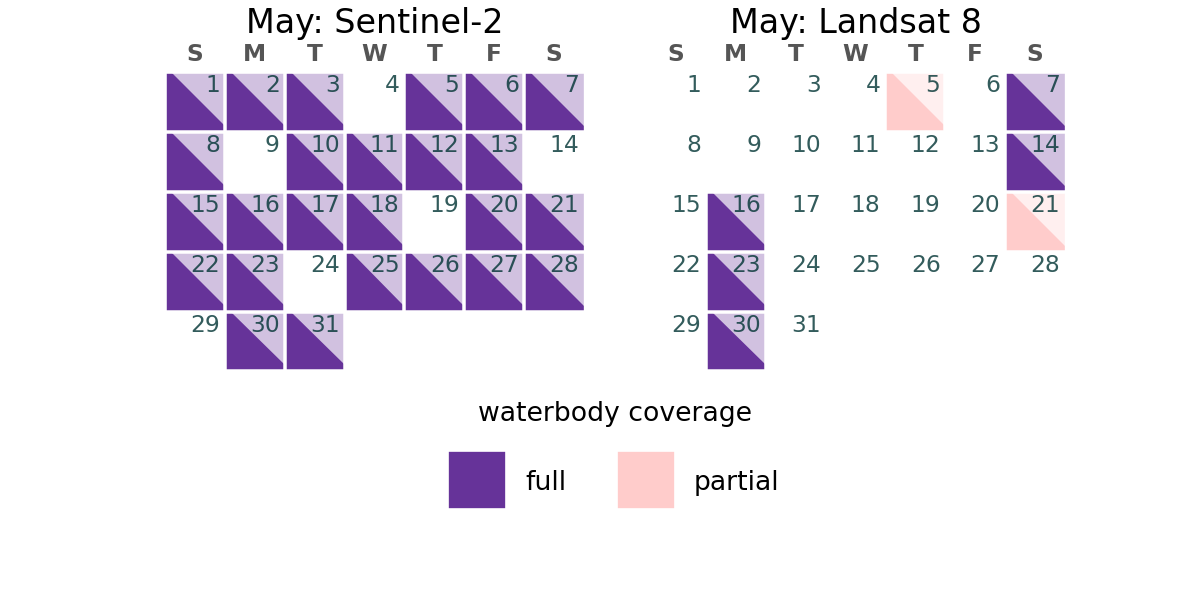 May: Sentinel-2 May: Landsat 8
S M T W T F S S M T W T F S
1 2 3 4 5 6 7 1 2 3 4 5 6 7
8 9 10 11 12 13 14 8 9 10 11 12 13 14
15 16 17 18 19 20 21 15 16 17 18 19 20 21
22 23 24 25 26 27 28 22 23 24 25 26 27 28
29 30 31 29 30 31
waterbody coverage
full partial